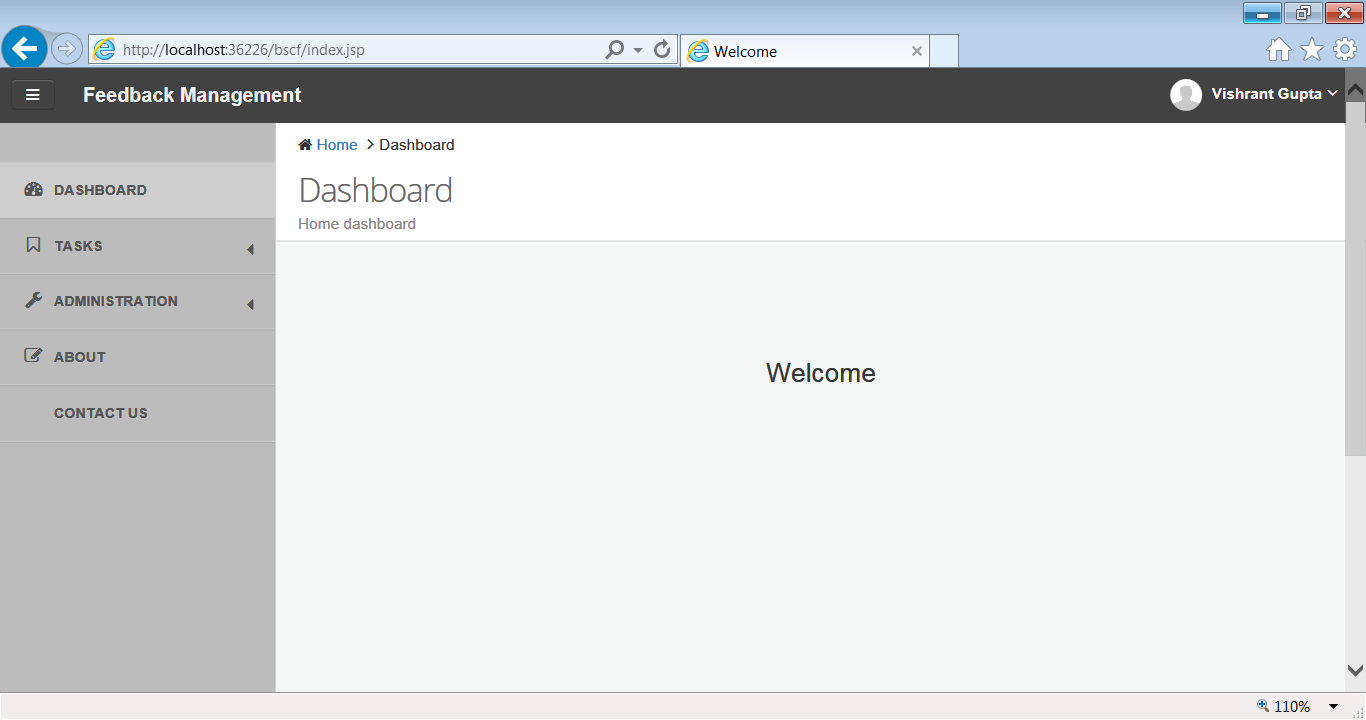 http://localhost:36226/bscf/index.jsp
Welcome
Feedback Management
Vishrant Gupta
Home > Dashboard
Dashboard
Home dashboard
DASHBOARD
TASKS
ADMINISTRATION
ABOUT
CONTACT US
Welcome
110%